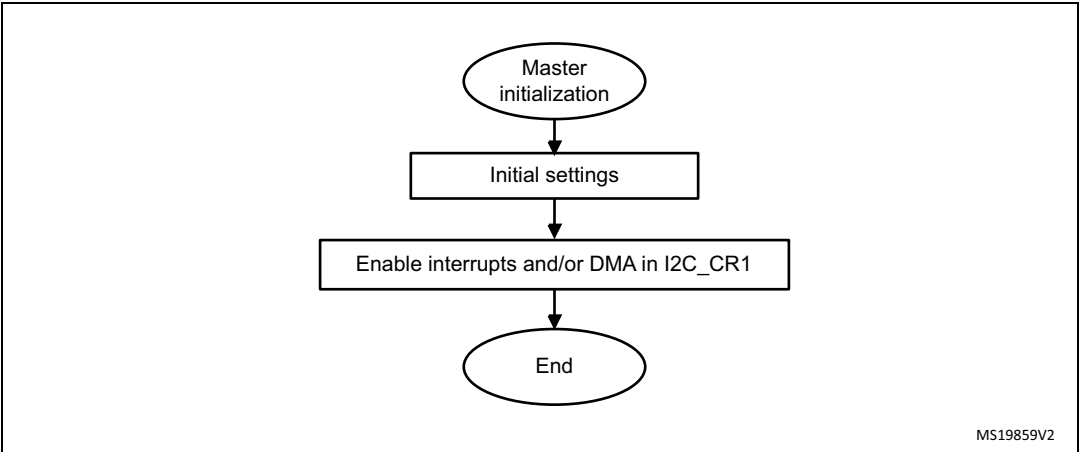 Master
initialization
Initial settings
Enable interrupts and/or DMA in I2C_CR1
End
MS19859V2